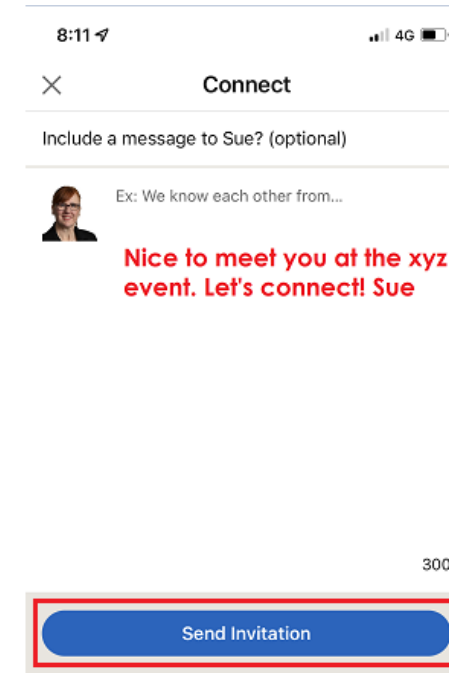 8:11
4G
Connect
Include a message to Sue? (optional)
Ex: We know each other from...
Nice to meet you at the xyz
event. Let's connect! Sue
300
Send Invitation